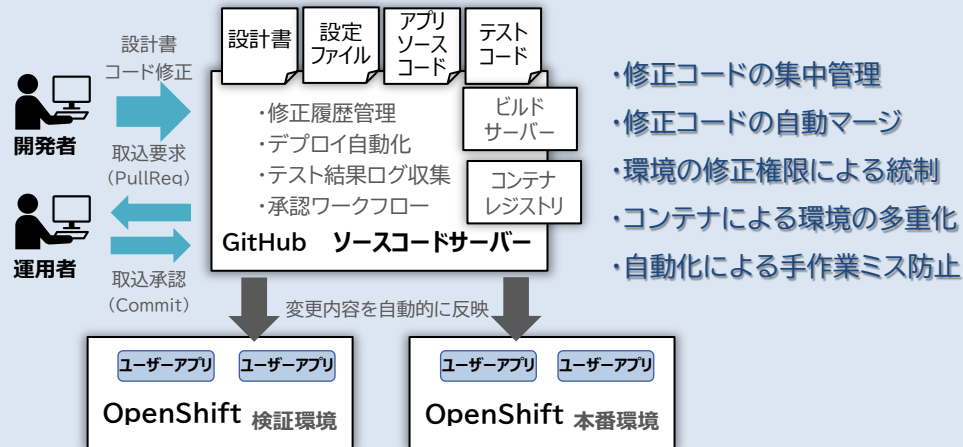 設計書
コード修正
開発者
取込要求
(PullReq)
運用者
取込承認
(Commit)
設計書
設定
ファイル
アプリ
ソース
コード
テスト
コード
・修正履歴管理
・デプロイ自動化
・テスト結果ログ収集
・承認ワークフロー
ビルド
サーバー
コンテナ
レジストリ
GitHub ソースコードサーバー
変更内容を自動的に反映
ユーザーアプリ ユーザーアプリ
OpenShift 検証環境
ユーザーアプリ ユーザーアプリ
OpenShift 本番環境
・修正コードの集中管理
・修正コードの自動マージ
・環境の修正権限による統制
・コンテナによる環境の多重化
・自動化による手作業ミス防止